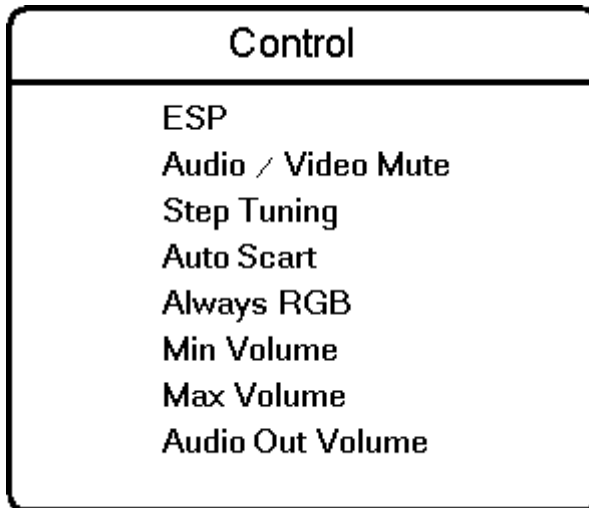 Control
ESP
Audio / Video Mute
Step Tuning
Auto Scart
Always RGB
Min Volume
Max Volume
Audio Out Volume